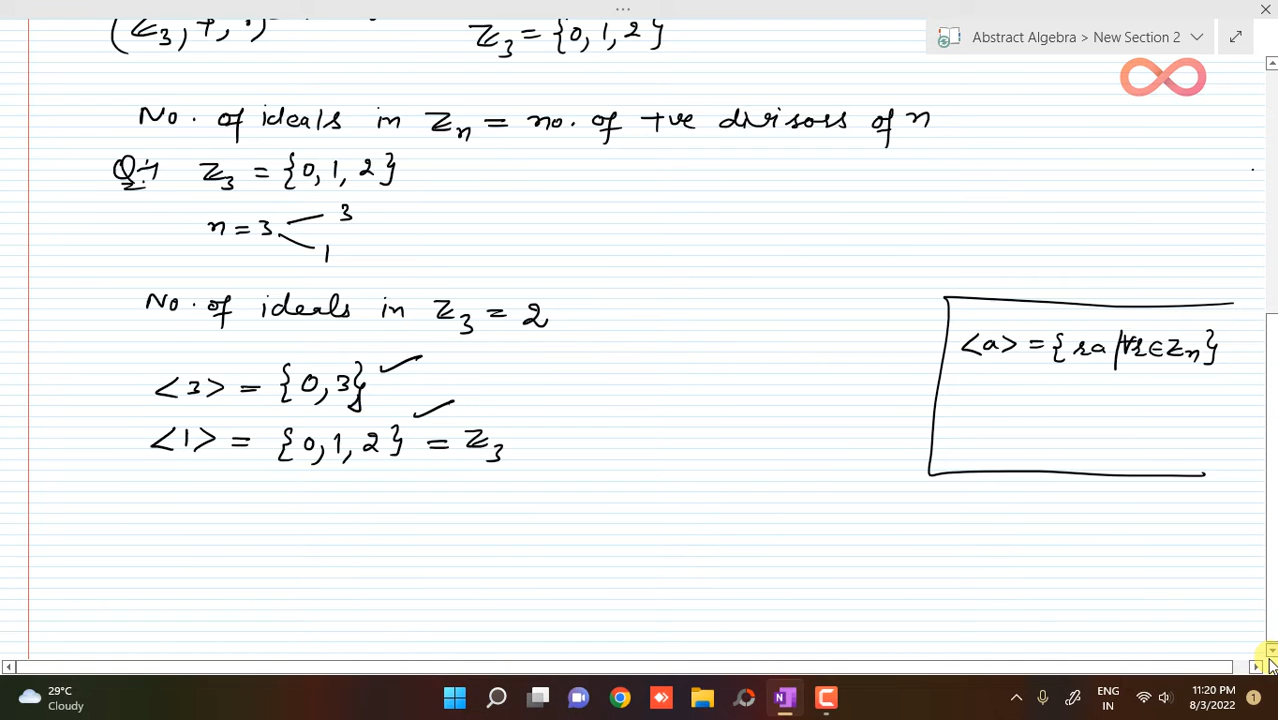 Abstract Algebra > New Section 2
(Z₃, +, ·) Z₃ = {0, 1, 2}
No. of ideals in Zₙ = no. of +ve divisors of n
Q:-1 Z₃ = {0, 1, 2}
n = 3
3
1
No. of ideals in Z₃ = 2
<3> = {0, 3}
<1> = {0, 1, 2} = Z₃
<a> = {ra / ∀r ∈ Zₙ}
29°C
Cloudy
ENG
IN
11:20 PM
8/3/2022
1